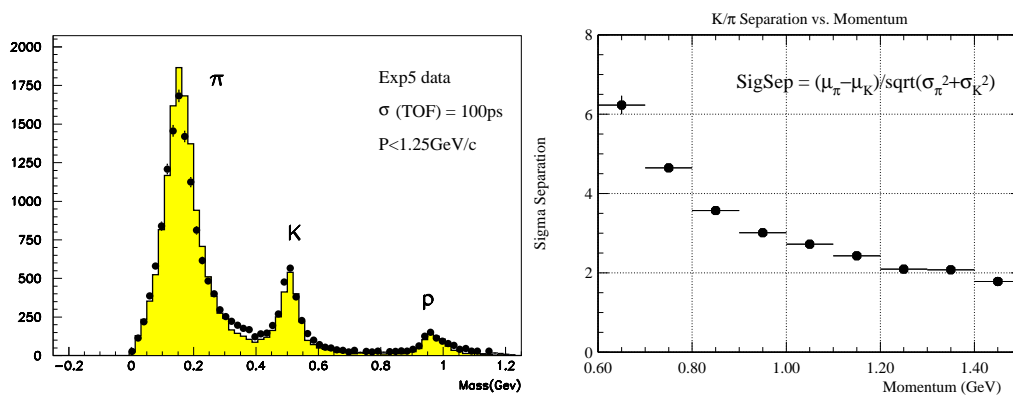 2000
1750
1500
1250
1000
750
500
250
0
-0.2
0
0.2
0.4
0.6
0.8
1
1.2
Mass(Gev)
π
K
p
Exp5 data
σ (TOF) = 100ps
P<1.25GeV/c
K/π Separation vs. Momentum
SigSep = (μπ−μK)/sqrt(σπ²+σK²)
Sigma Separation
8
6
4
2
0
0.60
0.80
1.00
1.20
1.40
Momentum (GeV)